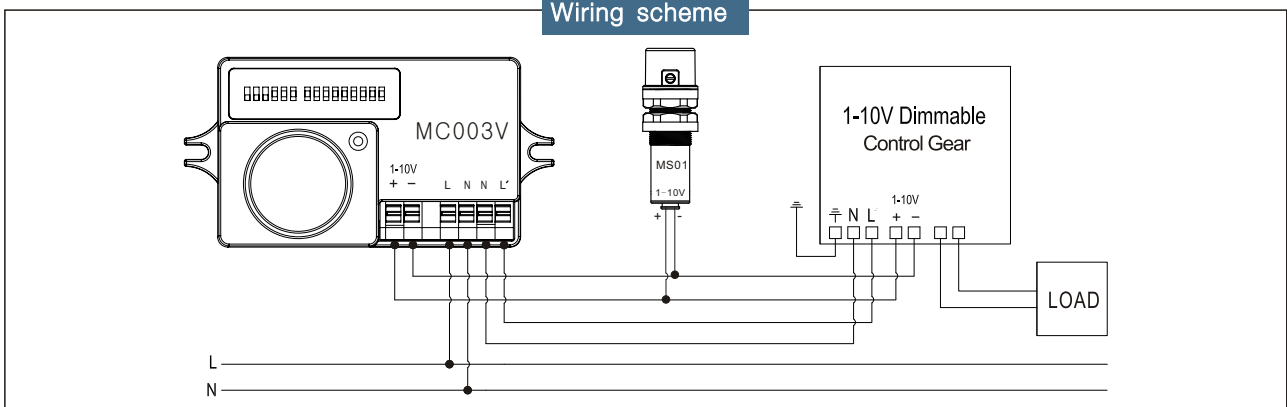 Wiring scheme
MC003V
1-10V
+ −
L N N L′
MS01
1-10V
+ -
1-10V Dimmable
Control Gear
N L
1-10V
+ −
LOAD
L
N